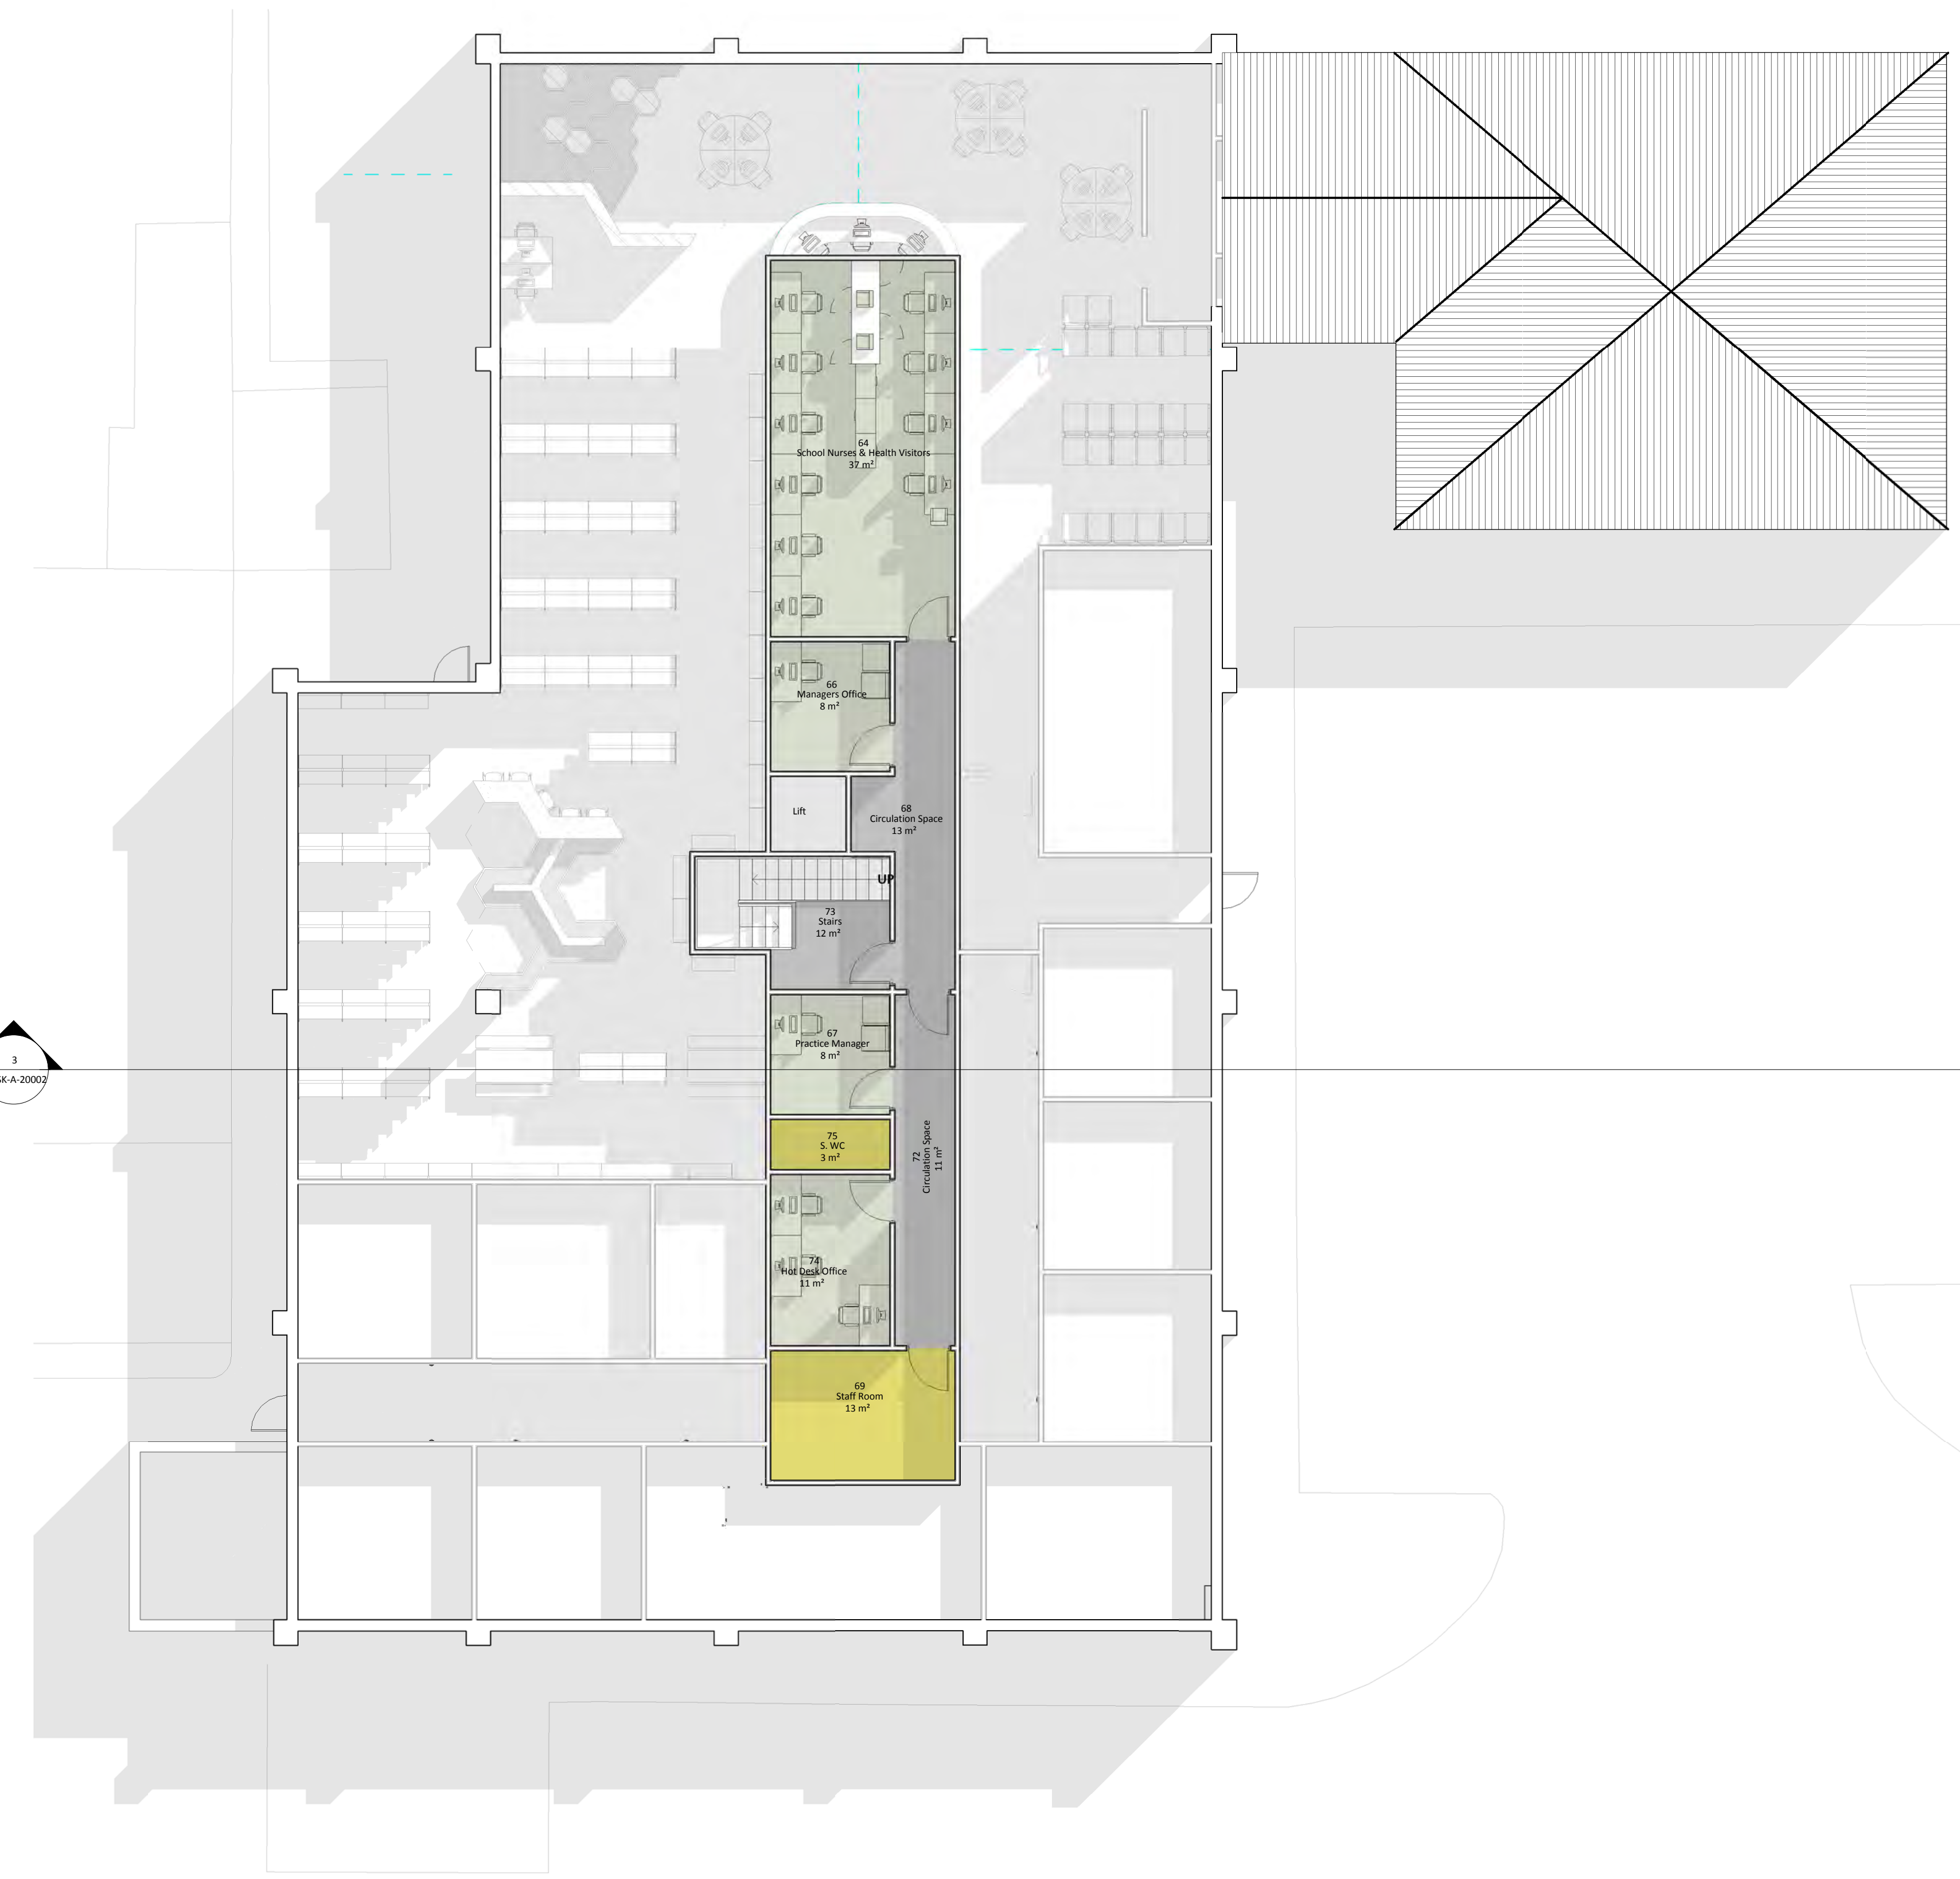 64
School Nurses & Health Visitors
37 m²
66
Managers Office
8 m²
Lift
68
Circulation Space
13 m²
UP
73
Stairs
12 m²
67
Practice Manager
8 m²
3
SK-A-20002
75
S. WC
3 m²
72
Circulation Space
11 m²
74
Hot Desk Office
11 m²
69
Staff Room
13 m²